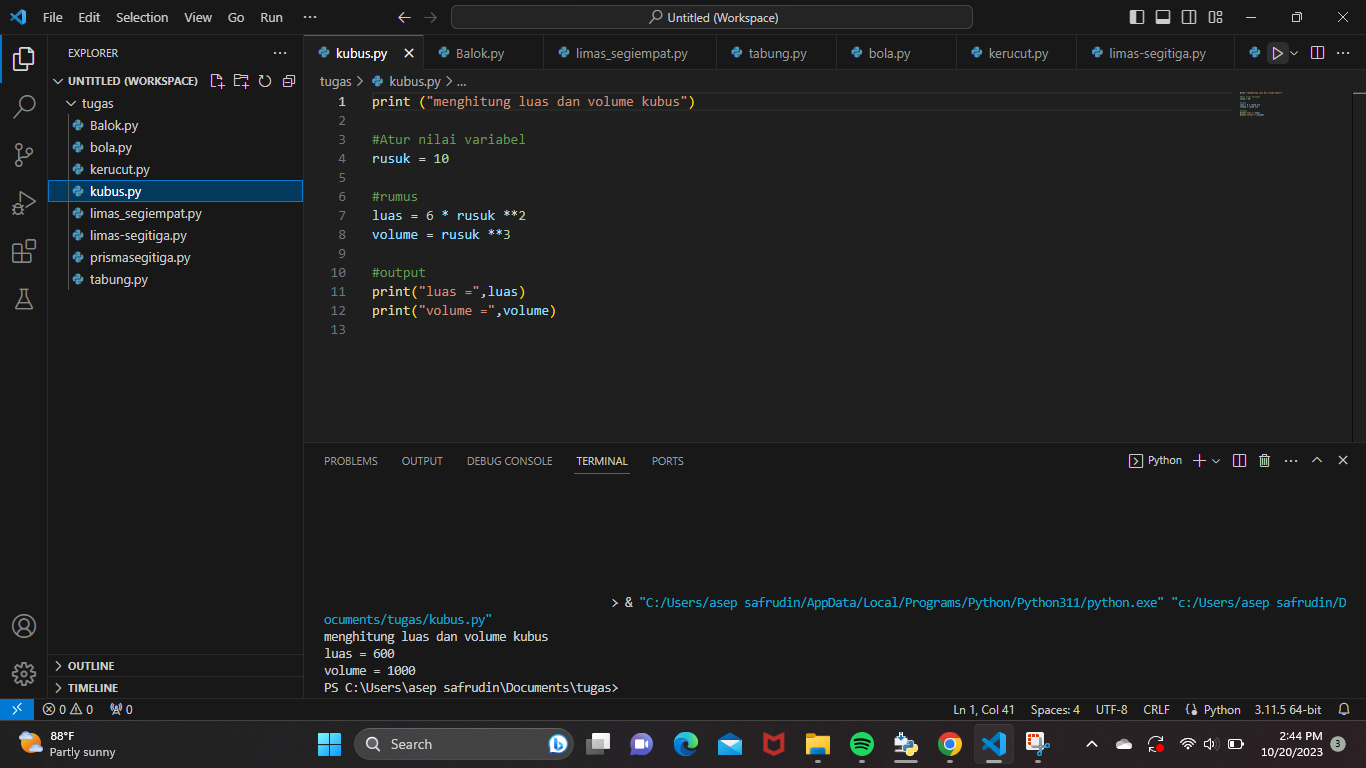 File Edit Selection View Go Run ···
Untitled (Workspace)
EXPLORER
UNTITLED (WORKSPACE)
tugas
Balok.py
bola.py
kerucut.py
kubus.py
limas_segiempat.py
limas-segitiga.py
prismasegitiga.py
tabung.py
OUTLINE
TIMELINE
kubus.py Balok.py limas_segiempat.py tabung.py bola.py kerucut.py limas-segitiga.py
tugas > kubus.py > ...
1 print ("menghitung luas dan volume kubus")
2
3 #Atur nilai variabel
4 rusuk = 10
5
6 #rumus
7 luas = 6 * rusuk **2
8 volume = rusuk **3
9
10 #output
11 print("luas =",luas)
12 print("volume =",volume)
13
PROBLEMS OUTPUT DEBUG CONSOLE TERMINAL PORTS
Python
> & "C:/Users/asep safrudin/AppData/Local/Programs/Python/Python311/python.exe" "c:/Users/asep safrudin/D
ocuments/tugas/kubus.py"
menghitung luas dan volume kubus
luas = 600
volume = 1000
PS C:\Users\asep safrudin\Documents\tugas>
0 0 0
Ln 1, Col 41 Spaces: 4 UTF-8 CRLF Python 3.11.5 64-bit
88°F
Partly sunny
Search
2:44 PM
10/20/2023
3